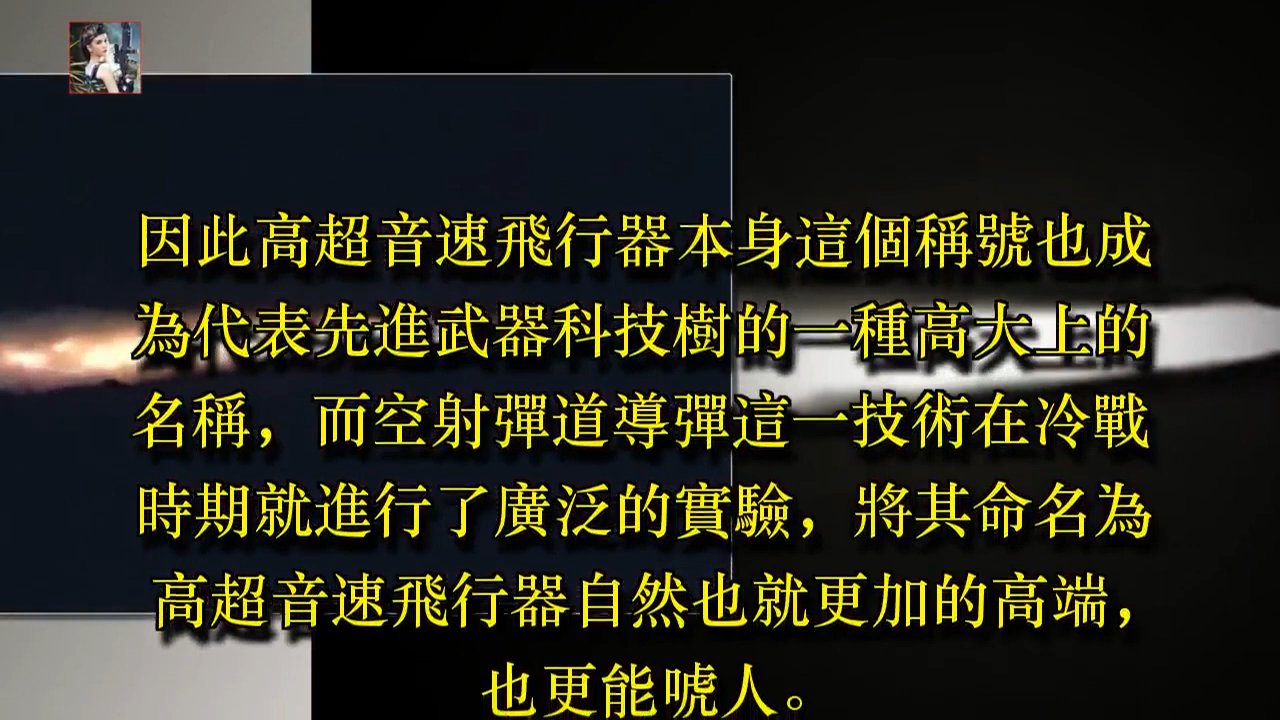 因此高超音速飛行器本身這個稱號也成
為代表先進武器科技樹的一種高大上的
名稱，而空射彈道導彈這一技術在冷戰
時期就進行了廣泛的實驗，將其命名為
高超音速飛行器自然也就更加的高端，
也更能唬人。